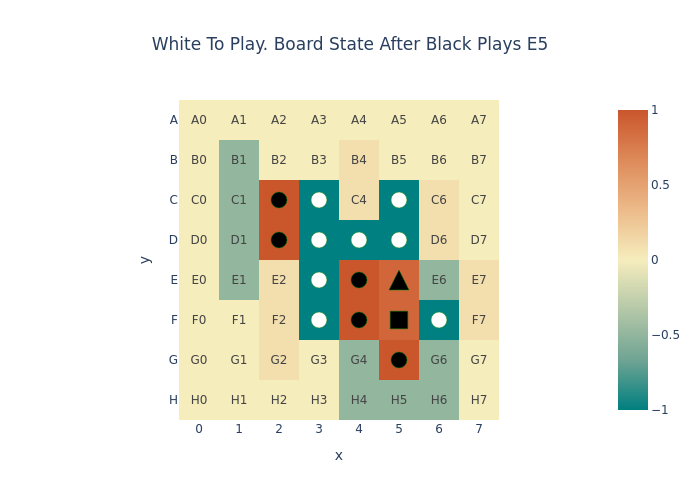 White To Play. Board State After Black Plays E5
A A0 A1 A2 A3 A4 A5 A6 A7
B B0 B1 B2 B3 B4 B5 B6 B7
C C0 C1 C4 C6 C7
D D0 D1 D6 D7
E E0 E1 E2 E6 E7
F F0 F1 F2 F7
G G0 G1 G2 G3 G4 G6 G7
H H0 H1 H2 H3 H4 H5 H6 H7
0 1 2 3 4 5 6 7
x
y
1
0.5
0
−0.5
−1